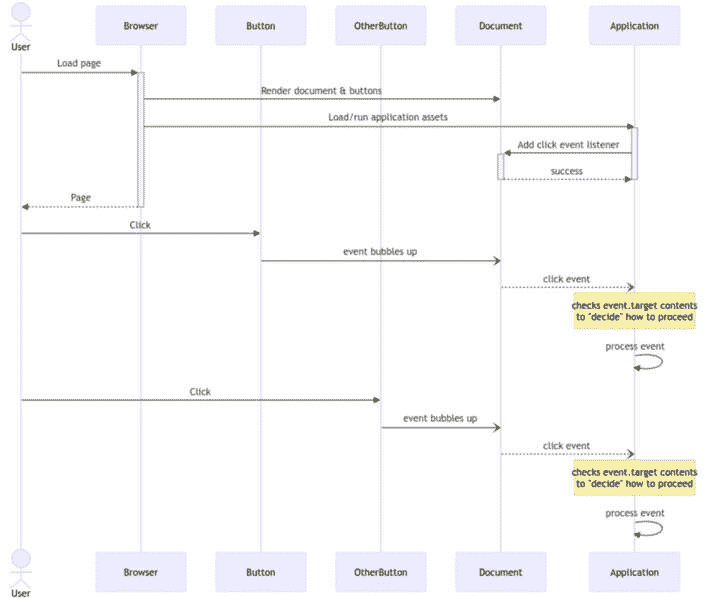 User
Browser
Button
OtherButton
Document
Application
Load page
Render document & buttons
Load/run application assets
Add click event listener
success
Page
Click
event bubbles up
click event
checks event.target contents
to "decide" how to proceed
process event
Click
event bubbles up
click event
checks event.target contents
to "decide" how to proceed
process event
User
Browser
Button
OtherButton
Document
Application